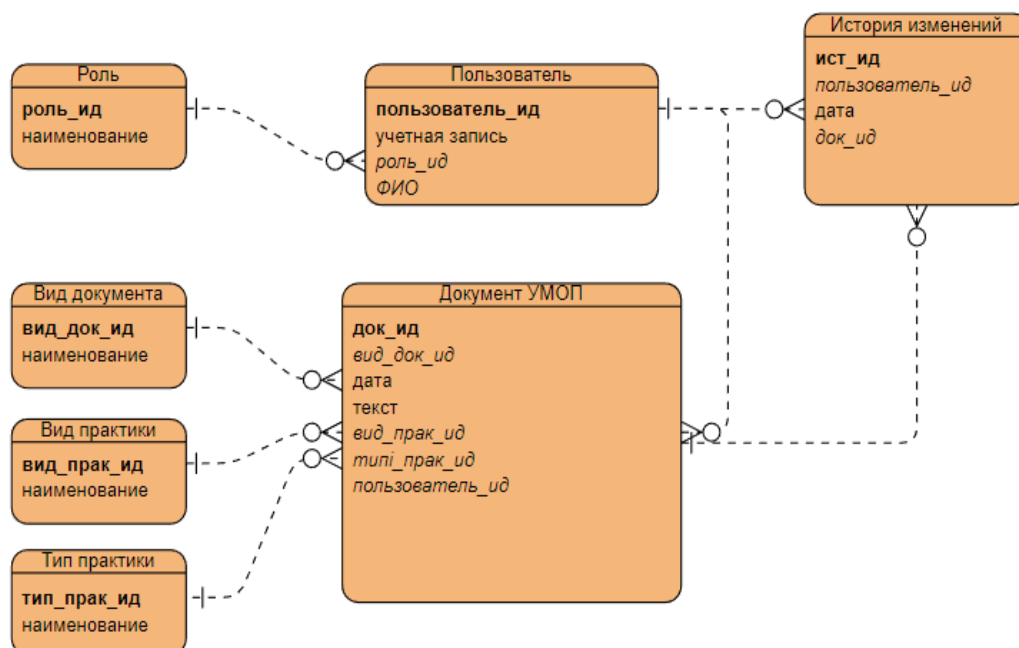 Роль
роль_ид
наименование
Пользователь
пользователь_ид
учетная запись
роль_ид
ФИО
История изменений
ист_ид
пользователь_ид
дата
док_ид
Вид документа
вид_док_ид
наименование
Вид практики
вид_прак_ид
наименование
Тип практики
тип_прак_ид
наименование
Документ УМОП
док_ид
вид_док_ид
дата
текст
вид_прак_ид
типі_прак_ид
пользователь_ид